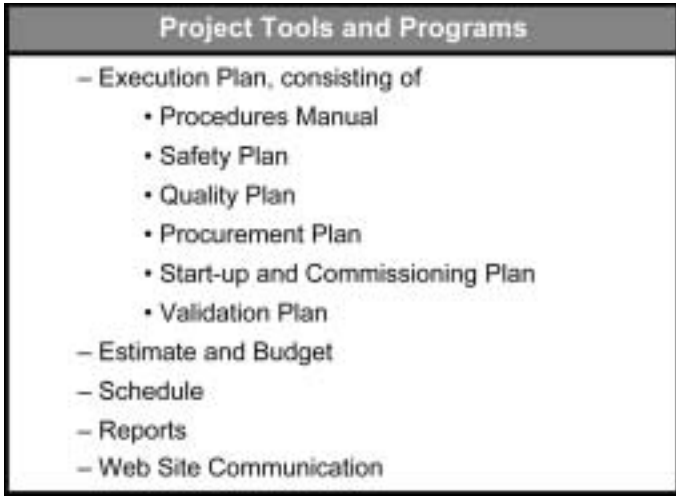 Project Tools and Programs
– Execution Plan, consisting of
• Procedures Manual
• Safety Plan
• Quality Plan
• Procurement Plan
• Start-up and Commissioning Plan
• Validation Plan
– Estimate and Budget
– Schedule
– Reports
– Web Site Communication